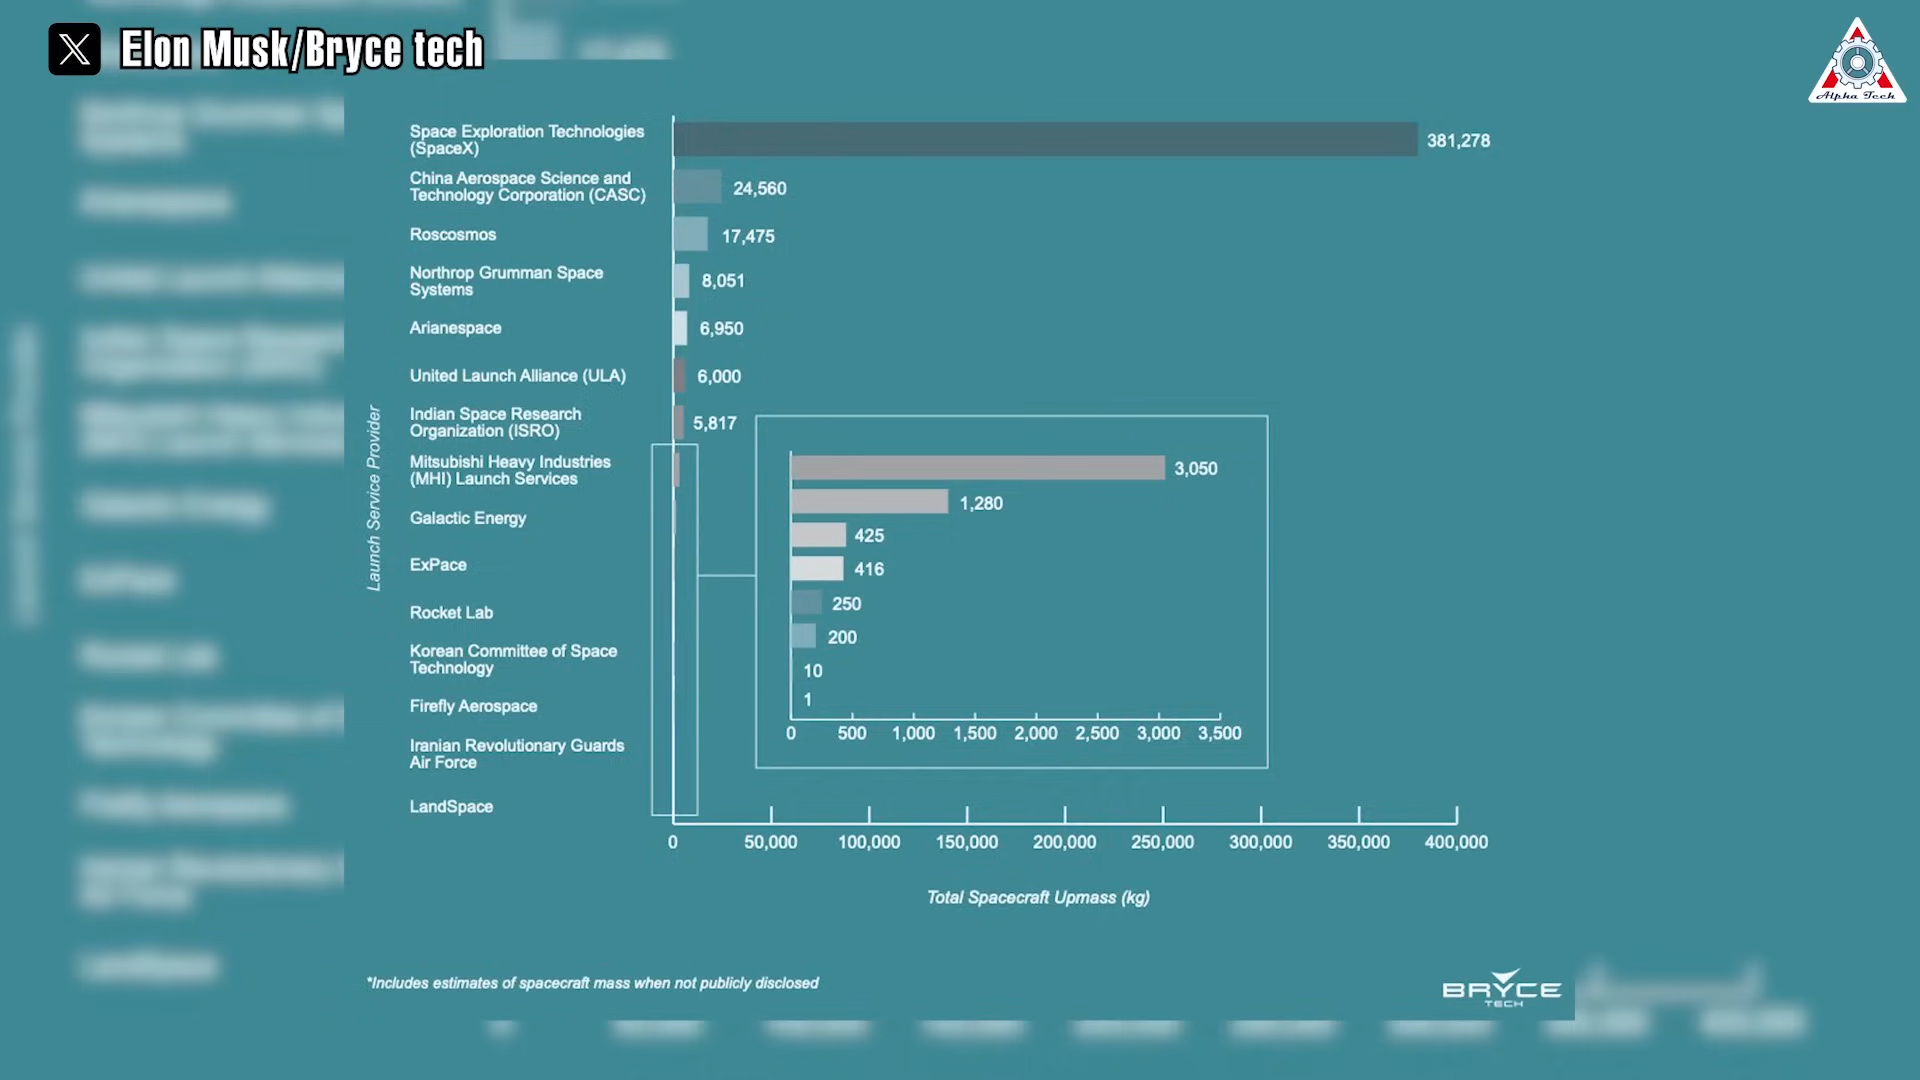 Elon Musk/Bryce tech
Alpha Tech
Space Exploration Technologies
(SpaceX)
381,278
China Aerospace Science and
Technology Corporation (CASC)
24,560
Roscosmos
17,475
Northrop Grumman Space
Systems
8,051
Arianespace
6,950
United Launch Alliance (ULA)
6,000
Indian Space Research
Organization (ISRO)
5,817
Mitsubishi Heavy Industries
(MHI) Launch Services
Galactic Energy
ExPace
Rocket Lab
Korean Committee of Space
Technology
Firefly Aerospace
Iranian Revolutionary Guards
Air Force
LandSpace
Launch Service Provider
3,050
1,280
425
416
250
200
10
1
0 500 1,000 1,500 2,000 2,500 3,000 3,500
0 50,000 100,000 150,000 200,000 250,000 300,000 350,000 400,000
Total Spacecraft Upmass (kg)
*Includes estimates of spacecraft mass when not publicly disclosed
BRYCE
TECH